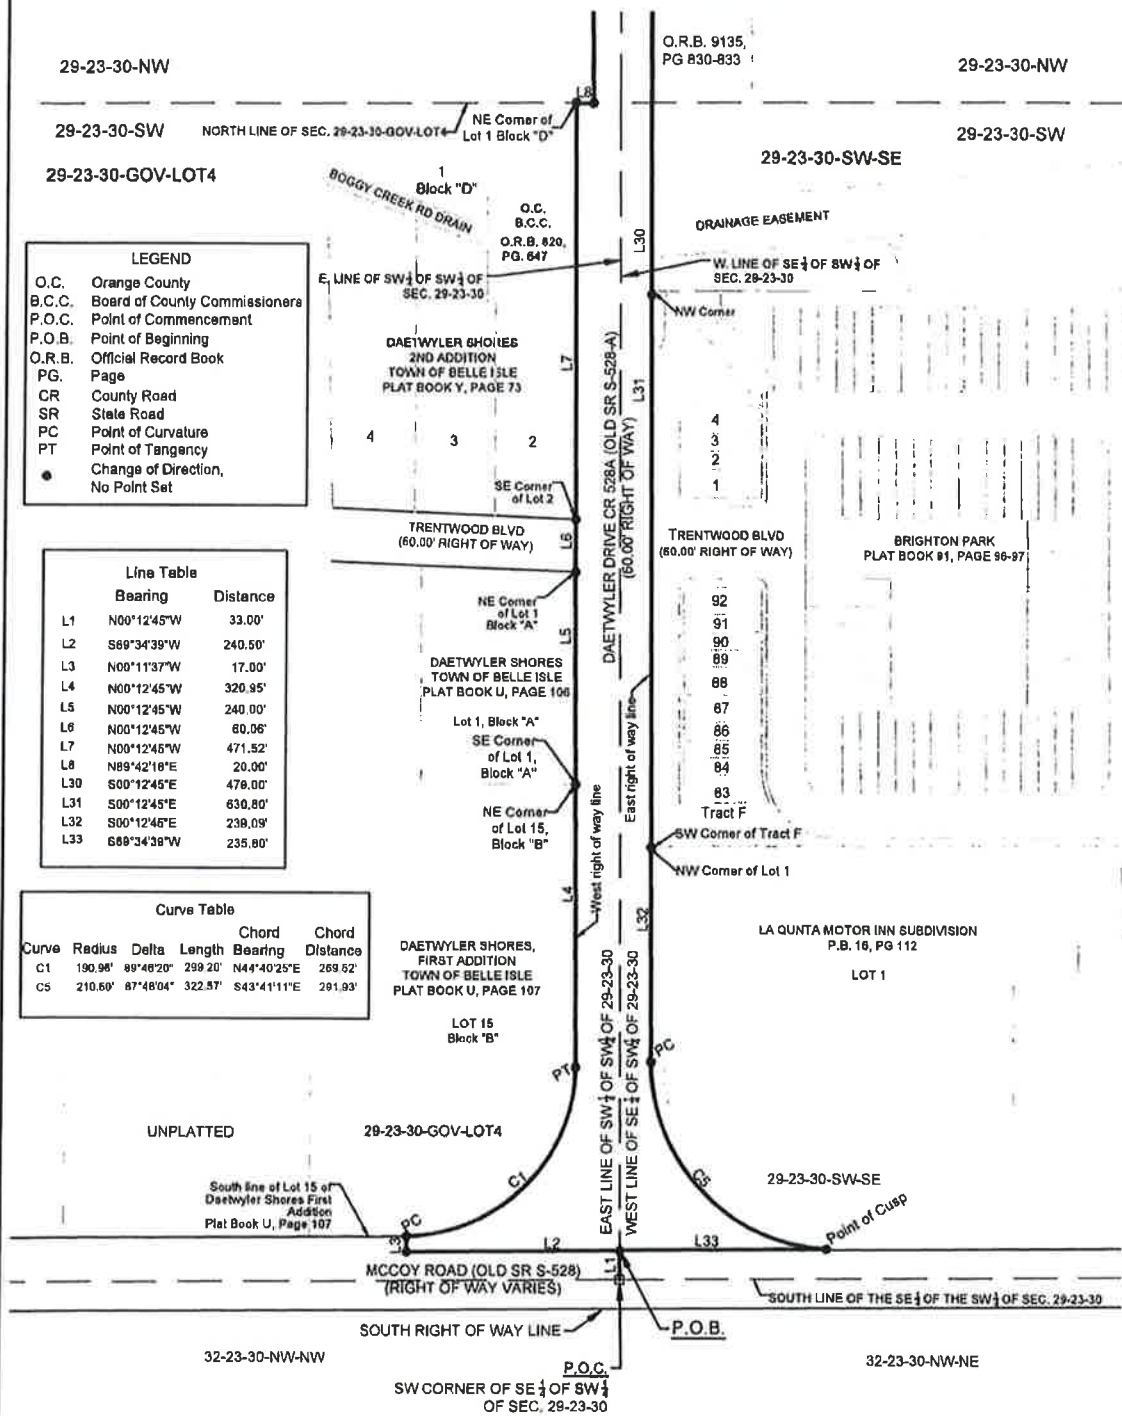 O.R.B. 9135,
PG 830-833
29-23-30-NW
29-23-30-NW
L8
29-23-30-SW
NORTH LINE OF SEC. 29-23-30-GOV-LOT4
NE Corner of
Lot 1 Block "D"
29-23-30-SW
29-23-30-SW-SE
29-23-30-GOV-LOT4
1
Block "D"
BOGGY CREEK RD DRAIN
O.C.
B.C.C.
O.R.B. 820,
PG. 647
L30
DRAINAGE EASEMENT
E. LINE OF SW¼ OF SW¼ OF
SEC. 29-23-30
W. LINE OF SE¼ OF SW¼ OF
SEC. 29-23-30
NW Corner
LEGEND
O.C. Orange County
B.C.C. Board of County Commissioners
P.O.C. Point of Commencement
P.O.B. Point of Beginning
O.R.B. Official Record Book
PG. Page
CR County Road
SR State Road
PC Point of Curvature
PT Point of Tangency
Change of Direction,
No Point Set
DAETWYLER SHORES
2ND ADDITION
TOWN OF BELLE ISLE
PLAT BOOK Y, PAGE 73
L7
L31
DAETWYLER DRIVE CR 528A (OLD SR S-528-A)
(60.00' RIGHT OF WAY)
4
3
2
4
3
2
1
SE Corner
of Lot 2
TRENTWOOD BLVD
(60.00' RIGHT OF WAY)
L6
TRENTWOOD BLVD
(60.00' RIGHT OF WAY)
BRIGHTON PARK
PLAT BOOK 91, PAGE 96-97
NE Corner
of Lot 1
Block "A"
L5
92
91
90
89
88
87
86
85
84
83
Tract F
Line Table
Bearing Distance
L1 N00°12'45"W 33.00'
L2 S89°34'39"W 240.50'
L3 N00°11'37"W 17.00'
L4 N00°12'45"W 320.95'
L5 N00°12'45"W 240.00'
L6 N00°12'45"W 60.06'
L7 N00°12'45"W 471.52'
L8 N89°42'18"E 20.00'
L30 S00°12'45"E 479.00'
L31 S00°12'45"E 630.80'
L32 S00°12'45"E 239.09'
L33 S89°34'39"W 235.80'
DAETWYLER SHORES
TOWN OF BELLE ISLE
PLAT BOOK U, PAGE 106
Lot 1, Block "A"
SE Corner
of Lot 1,
Block "A"
NE Corner
of Lot 15,
Block "B"
West right of way line
East right of way line
SW Corner of Tract F
NW Corner of Lot 1
L4
L32
Curve Table
Curve Radius Delta Length Chord Bearing Chord Distance
C1 190.96' 89°46'20" 299.20' N44°40'25"E 269.52'
C5 210.50' 87°48'04" 322.57' S43°41'11"E 291.93'
DAETWYLER SHORES,
FIRST ADDITION
TOWN OF BELLE ISLE
PLAT BOOK U, PAGE 107
LOT 15
Block "B"
LA QUNTA MOTOR INN SUBDIVISION
P.B. 16, PG 112
LOT 1
EAST LINE OF SW¼ OF SW¼ OF 29-23-30
WEST LINE OF SE¼ OF SW¼ OF 29-23-30
PT
PC
UNPLATTED
29-23-30-GOV-LOT4
C1
C5
29-23-30-SW-SE
South line of Lot 15 of
Daetwyler Shores First
Addition
Plat Book U, Page 107
PC
Point of Cusp
L3
L2
L33
L1
MCCOY ROAD (OLD SR S-528)
(RIGHT OF WAY VARIES)
SOUTH LINE OF THE SE¼ OF THE SW¼ OF SEC. 29-23-30
SOUTH RIGHT OF WAY LINE
P.O.B.
32-23-30-NW-NW
32-23-30-NW-NE
P.O.C.
SW CORNER OF SE¼ OF SW¼
OF SEC. 29-23-30